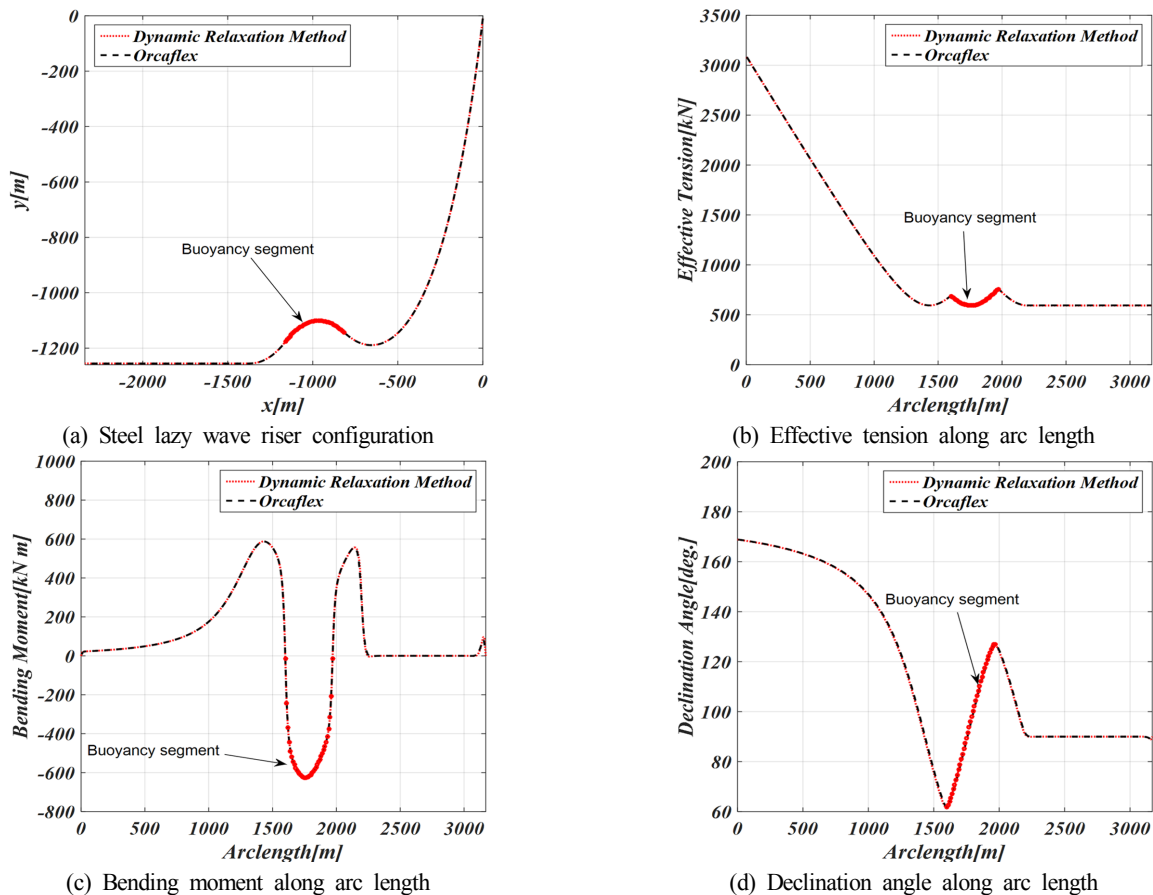 0
-200
-400
-600
-800
-1000
-1200
y[m]
Dynamic Relaxation Method
Orcaflex
Buoyancy segment
-2000 -1500 -1000 -500 0
x[m]
(a) Steel lazy wave riser configuration
3500
3000
2500
2000
1500
1000
500
0
Effective Tension[kN]
Dynamic Relaxation Method
Orcaflex
Buoyancy segment
0 500 1000 1500 2000 2500 3000
Arclength[m]
(b) Effective tension along arc length
1000
800
600
400
200
0
-200
-400
-600
-800
Bending Moment[kN m]
Dynamic Relaxation Method
Orcaflex
Buoyancy segment
0 500 1000 1500 2000 2500 3000
Arclength[m]
(c) Bending moment along arc length
200
180
160
140
120
100
80
60
Declination Angle[deg.]
Dynamic Relaxation Method
Orcaflex
Buoyancy segment
0 500 1000 1500 2000 2500 3000
Arclength[m]
(d) Declination angle along arc length